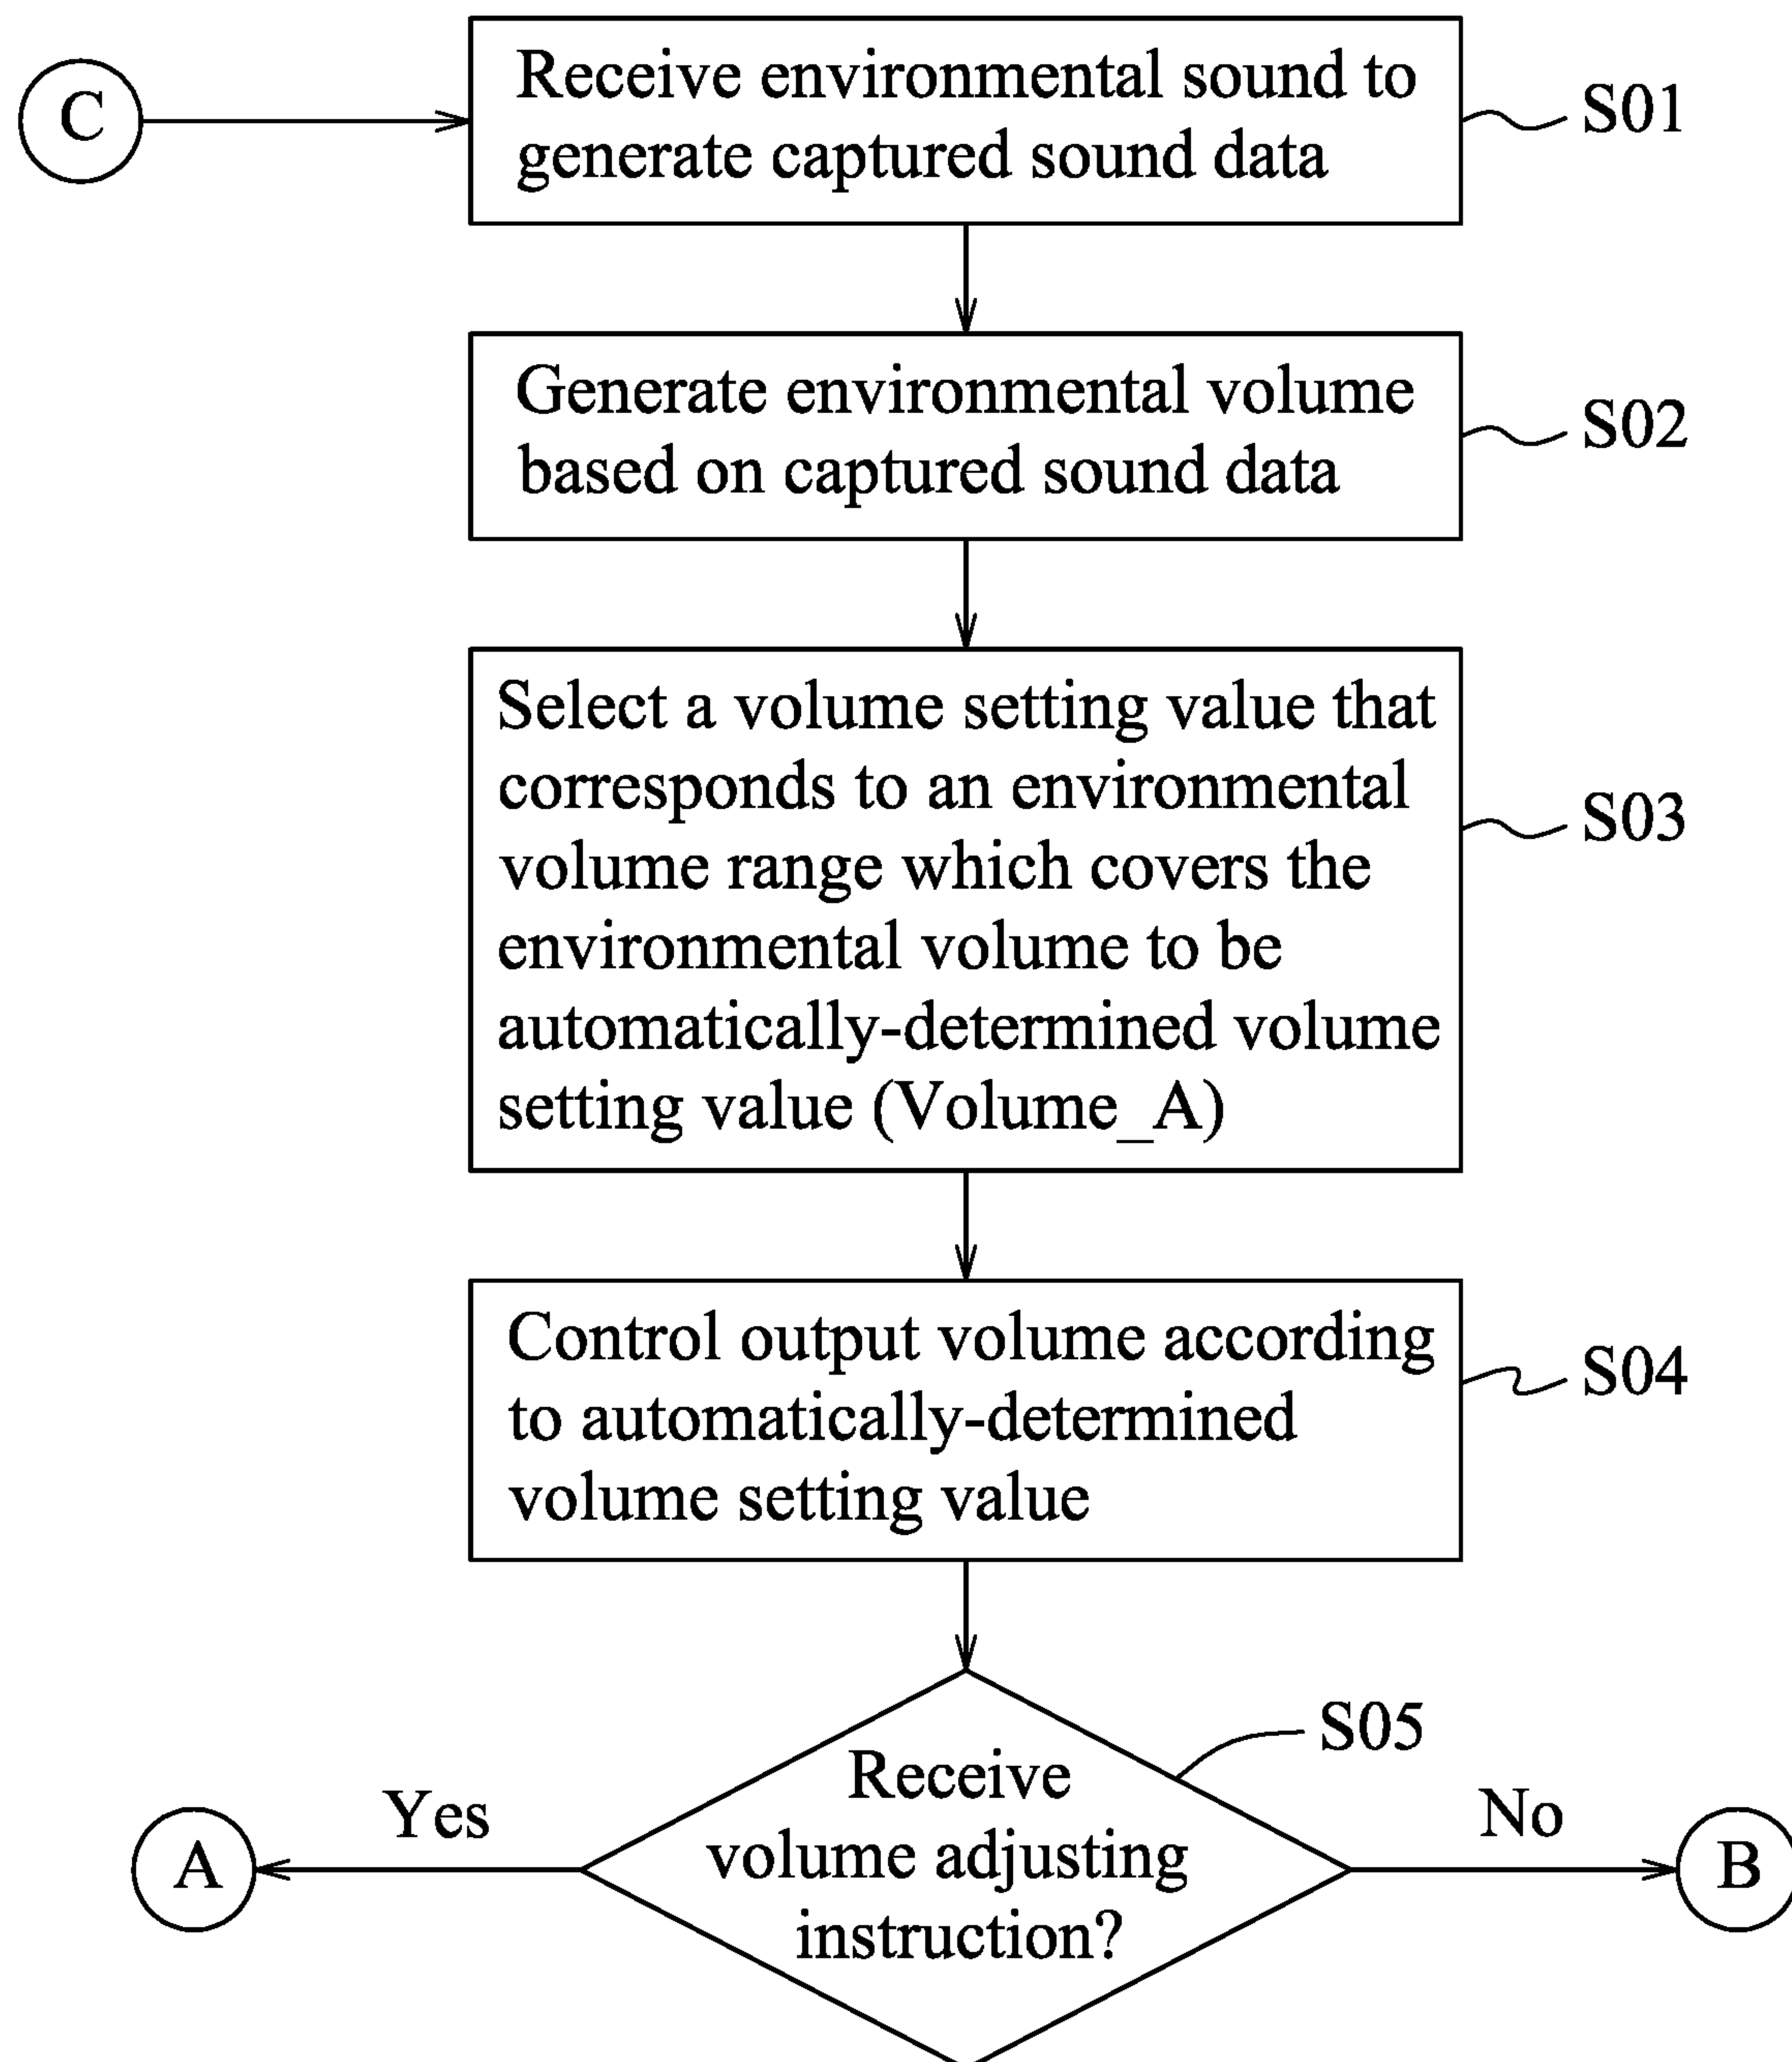 C
Receive environmental sound to
generate captured sound data
S01
Generate environmental volume
based on captured sound data
S02
Select a volume setting value that
corresponds to an environmental
volume range which covers the
environmental volume to be
automatically-determined volume
setting value (Volume_A)
S03
Control output volume according
to automatically-determined
volume setting value
S04
Receive
volume adjusting
instruction?
S05
Yes
A
No
B